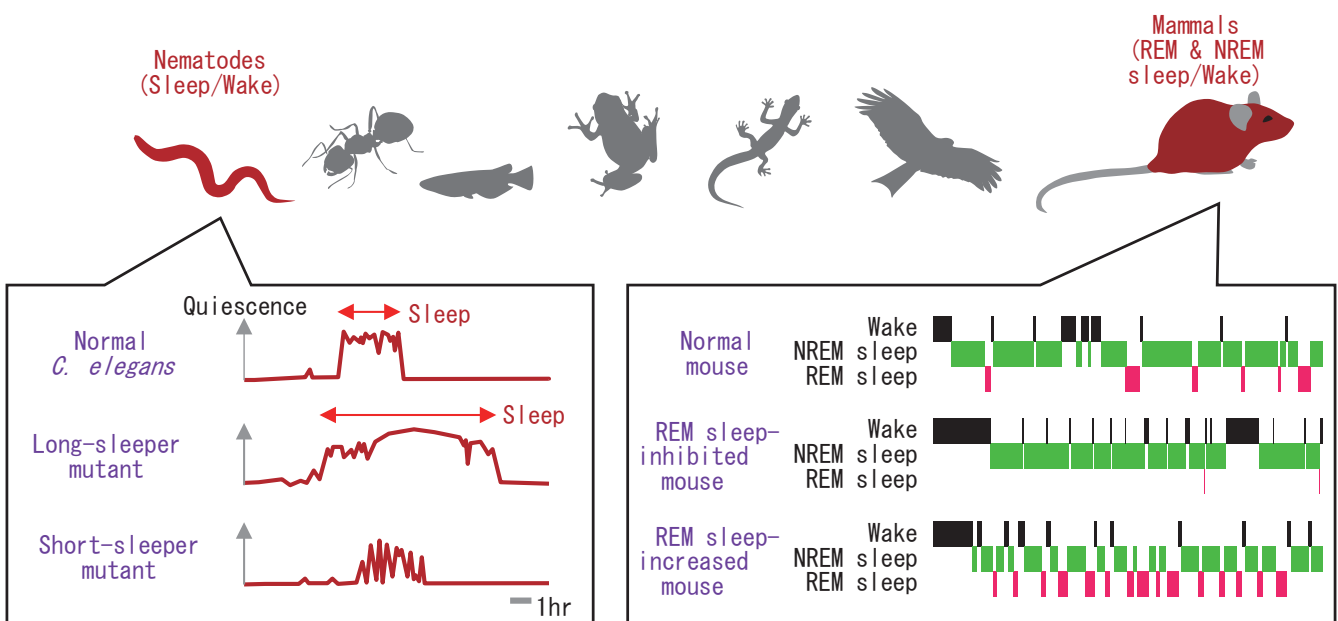 Nematodes
(Sleep/Wake)
Mammals
(REM & NREM
sleep/Wake)
Quiescence
Sleep
Normal
C. elegans
Sleep
Long-sleeper
mutant
Short-sleeper
mutant
1hr
Normal
mouse
Wake
NREM sleep
REM sleep
REM sleep-
inhibited
mouse
Wake
NREM sleep
REM sleep
REM sleep-
increased
mouse
Wake
NREM sleep
REM sleep